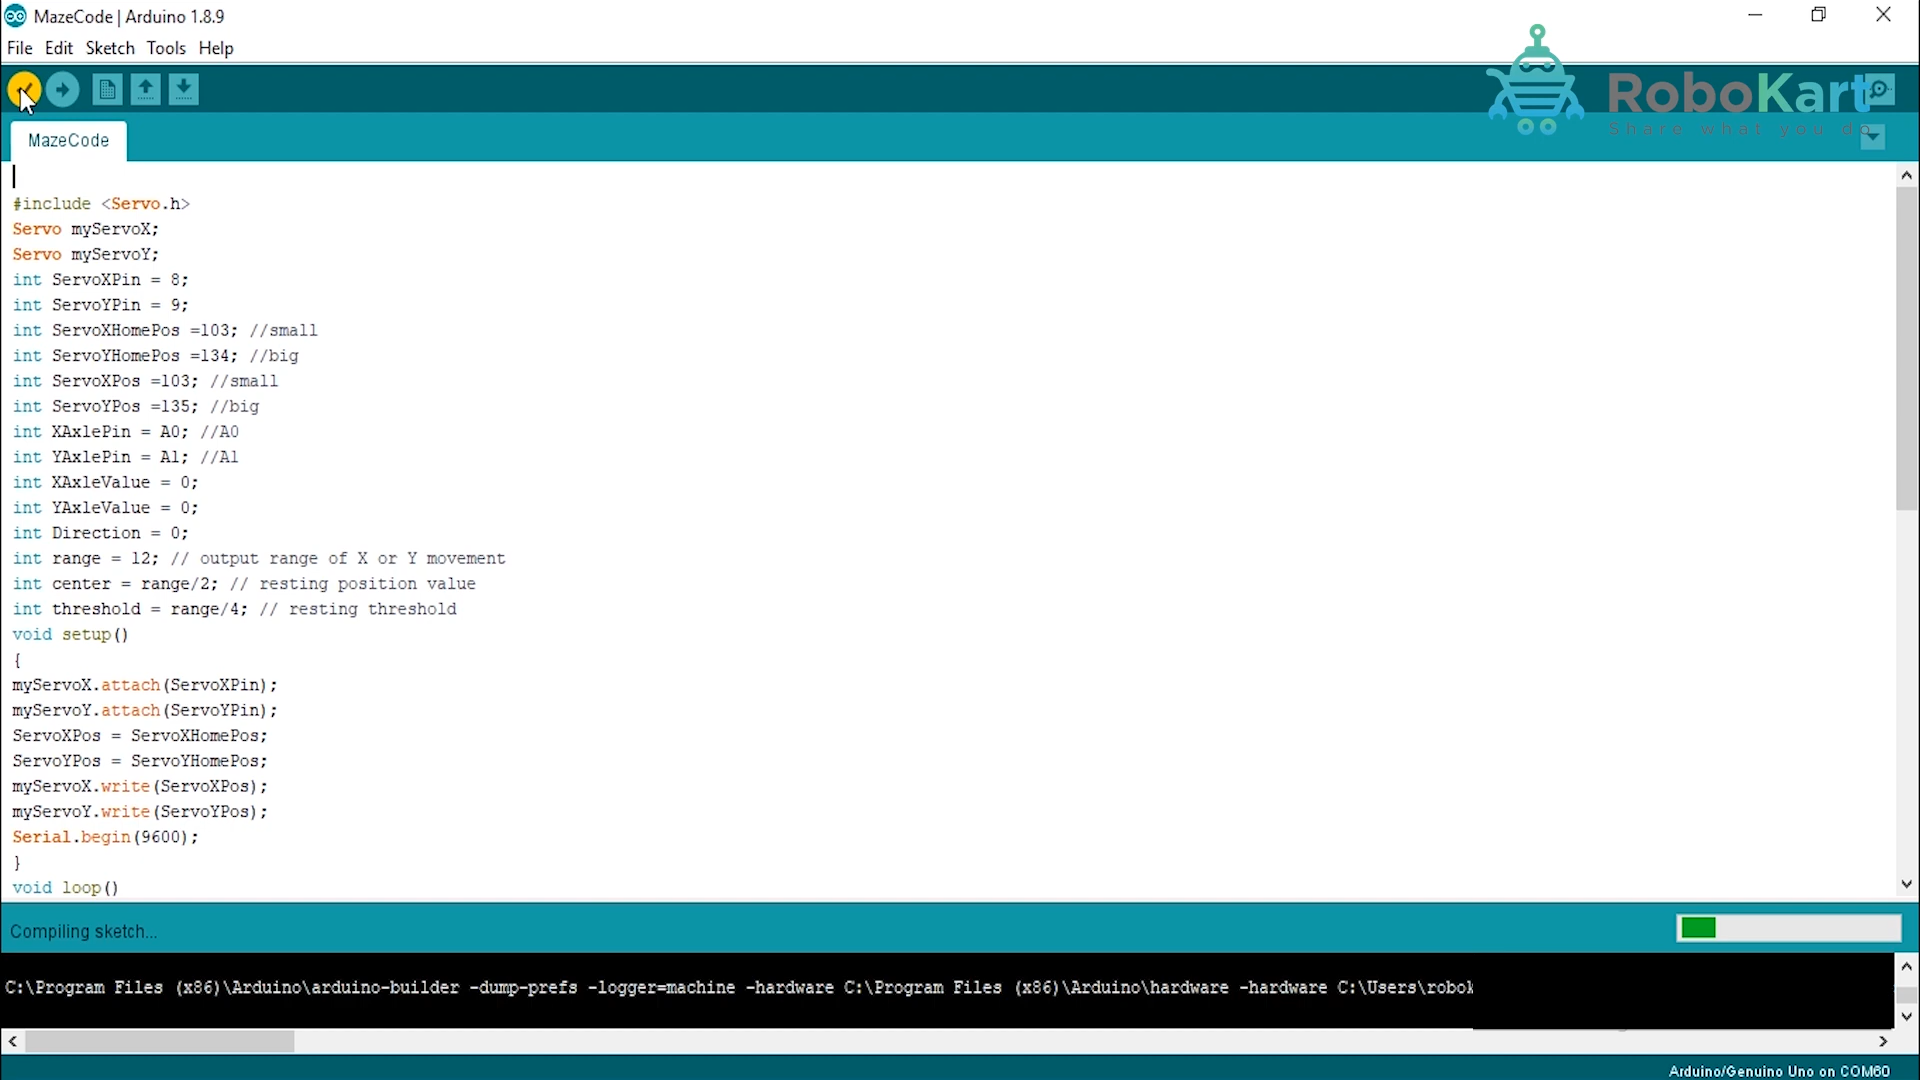 MazeCode | Arduino 1.8.9
File Edit Sketch Tools Help
RoboKart
Share what you do
MazeCode
#include <Servo.h>
Servo myServoX;
Servo myServoY;
int ServoXPin = 8;
int ServoYPin = 9;
int ServoXHomePos =103; //small
int ServoYHomePos =134; //big
int ServoXPos =103; //small
int ServoYPos =135; //big
int XAxlePin = A0; //A0
int YAxlePin = A1; //A1
int XAxleValue = 0;
int YAxleValue = 0;
int Direction = 0;
int range = 12; // output range of X or Y movement
int center = range/2; // resting position value
int threshold = range/4; // resting threshold
void setup()
{
myServoX.attach(ServoXPin);
myServoY.attach(ServoYPin);
ServoXPos = ServoXHomePos;
ServoYPos = ServoYHomePos;
myServoX.write(ServoXPos);
myServoY.write(ServoYPos);
Serial.begin(9600);
}
void loop()
Compiling sketch...
C:\Program Files (x86)\Arduino\arduino-builder -dump-prefs -logger=machine -hardware C:\Program Files (x86)\Arduino\hardware -hardware C:\Users\robok
Arduino/Genuino Uno on COM60